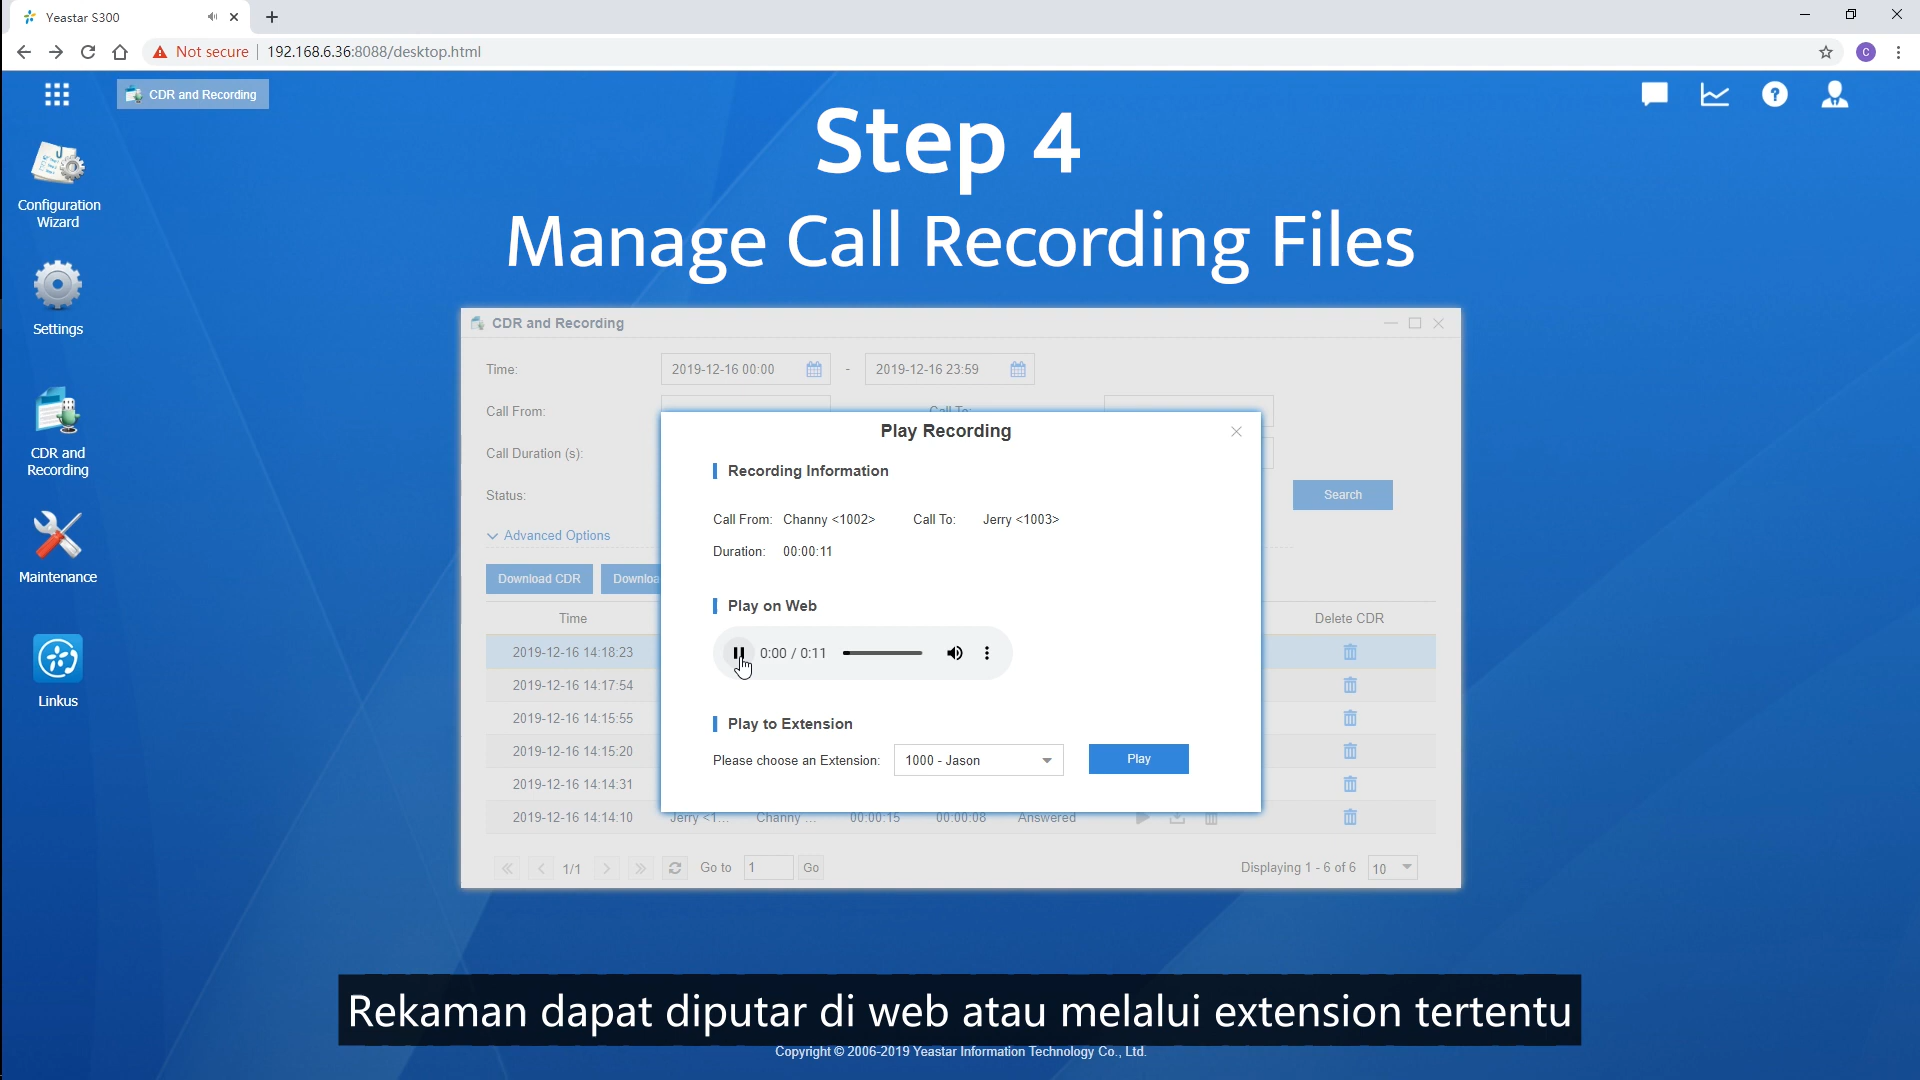 Yeastar S300
Not secure
192.168.6.36:8088/desktop.html
C
CDR and Recording
Step 4
Manage Call Recording Files
Configuration
Wizard
Settings
CDR and
Recording
Maintenance
Linkus
CDR and Recording
Time:
2019-12-16 00:00
-
2019-12-16 23:59
Call From:
Call To:
Call Duration (s):
Status:
Search
Advanced Options
Download CDR
Time
Delete CDR
2019-12-16 14:18:23
2019-12-16 14:17:54
2019-12-16 14:15:55
2019-12-16 14:15:20
2019-12-16 14:14:31
2019-12-16 14:14:10 Jerry <1... Channy ... 00:00:15 00:00:08 Answered
Play Recording
Recording Information
Call From: Channy <1002> Call To: Jerry <1003>
Duration: 00:00:11
Play on Web
0:00 / 0:11
Play to Extension
Please choose an Extension: 1000 - Jason Play
1/1 Go to 1 Go
Displaying 1 - 6 of 6 10
Rekaman dapat diputar di web atau melalui extension tertentu
Copyright © 2006-2019 Yeastar Information Technology Co., Ltd.